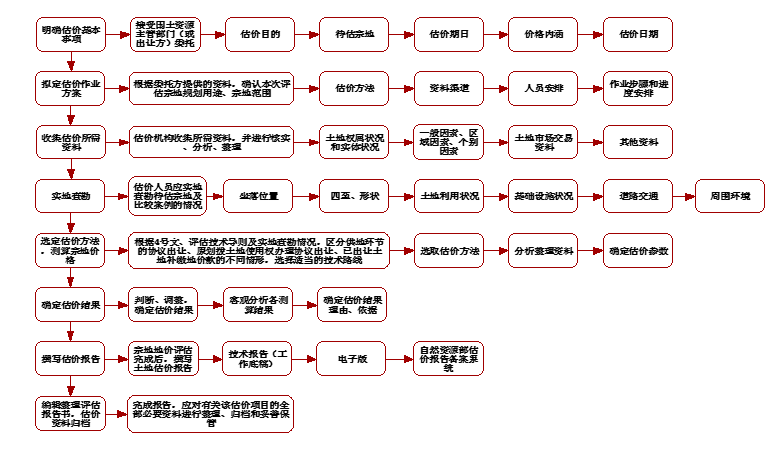 明确估价基本
事项
接受国土资源
主管部门（或
出让方）委托
估价目的
待估宗地
估价期日
价格内涵
估价日期
拟定估价作业
方案
根据委托方提供的资料，确认本次评
估宗地规划用途、宗地范围
估价方法
资料渠道
人员安排
作业步骤和进
度安排
收集估价所需
资料
估价机构收集所需资料，并进行核实
、分析、整理
土地权属状况
和实体状况
一般因素、区
域因素、个别
因素
土地市场交易
资料
其他资料
实地查勘
估价人员应实地
查勘待估宗地及
比较案例的情况
坐落位置
四至、形状
土地利用状况
基础设施状况
道路交通
周围环境
选定估价方法
，测算宗地价
格
根据4号文、评估技术导则及实地查勘情况，区分供地环节
的协议出让、原划拨土地使用权办理协议出让、已出让土
地补缴地价款的不同情形，选择适当的技术路线
选取估价方法
分析整理资料
确定估价参数
确定估价结果
判断、调整，
确定估价结果
客观分析各测
算结果
确定估价结果
理由、依据
撰写估价报告
宗地地价评估
完成后，撰写
土地估价报告
技术报告（工
作底稿）
电子版
自然资源部估
价报告备案系
统
编辑整理评估
报告书，估价
资料归档
完成报告，应对有关该估价项目的全
部必要资料进行整理、归档和妥善保
管